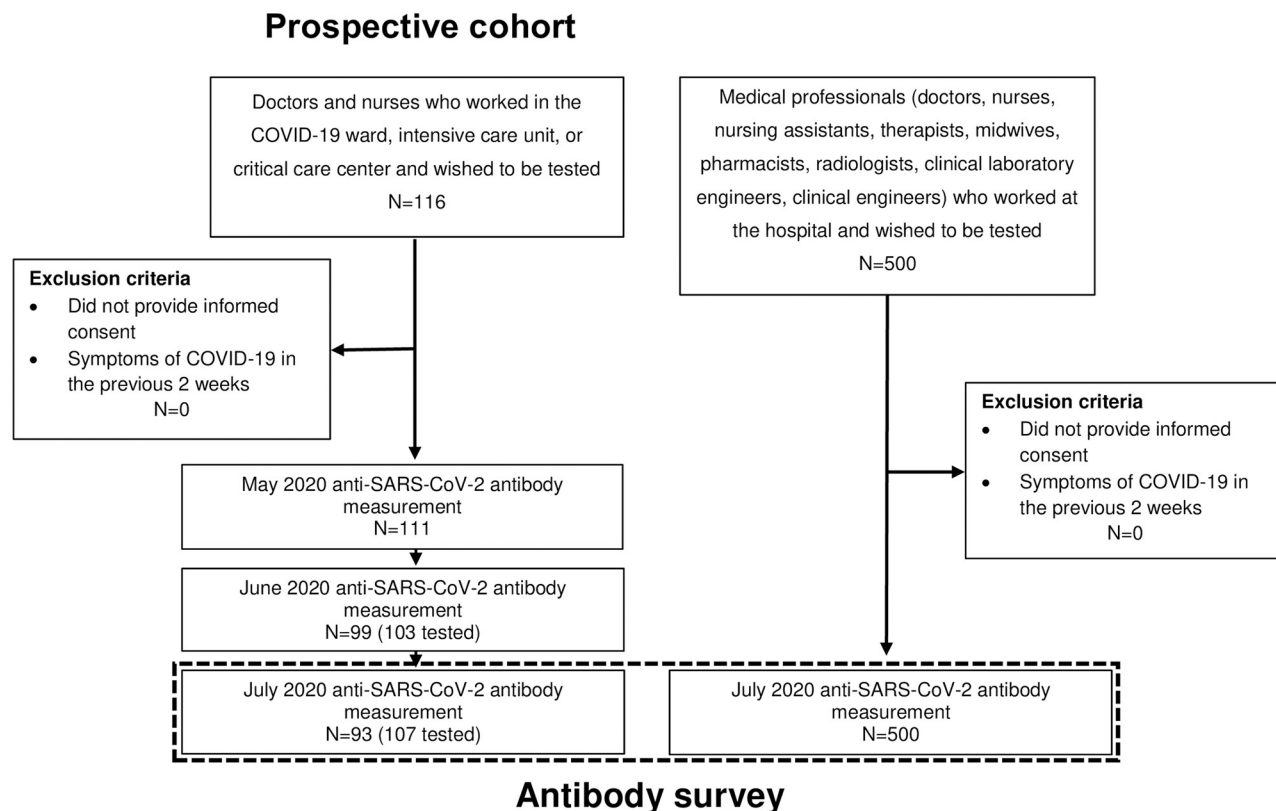 Prospective cohort
Doctors and nurses who worked in the
COVID-19 ward, intensive care unit, or
critical care center and wished to be tested
N=116
Medical professionals (doctors, nurses,
nursing assistants, therapists, midwives,
pharmacists, radiologists, clinical laboratory
engineers, clinical engineers) who worked at
the hospital and wished to be tested
N=500
Exclusion criteria
• Did not provide informed
consent
• Symptoms of COVID-19 in
the previous 2 weeks
N=0
Exclusion criteria
• Did not provide informed
consent
• Symptoms of COVID-19 in
the previous 2 weeks
N=0
May 2020 anti-SARS-CoV-2 antibody
measurement
N=111
June 2020 anti-SARS-CoV-2 antibody
measurement
N=99 (103 tested)
July 2020 anti-SARS-CoV-2 antibody
measurement
N=93 (107 tested)
July 2020 anti-SARS-CoV-2 antibody
measurement
N=500
Antibody survey